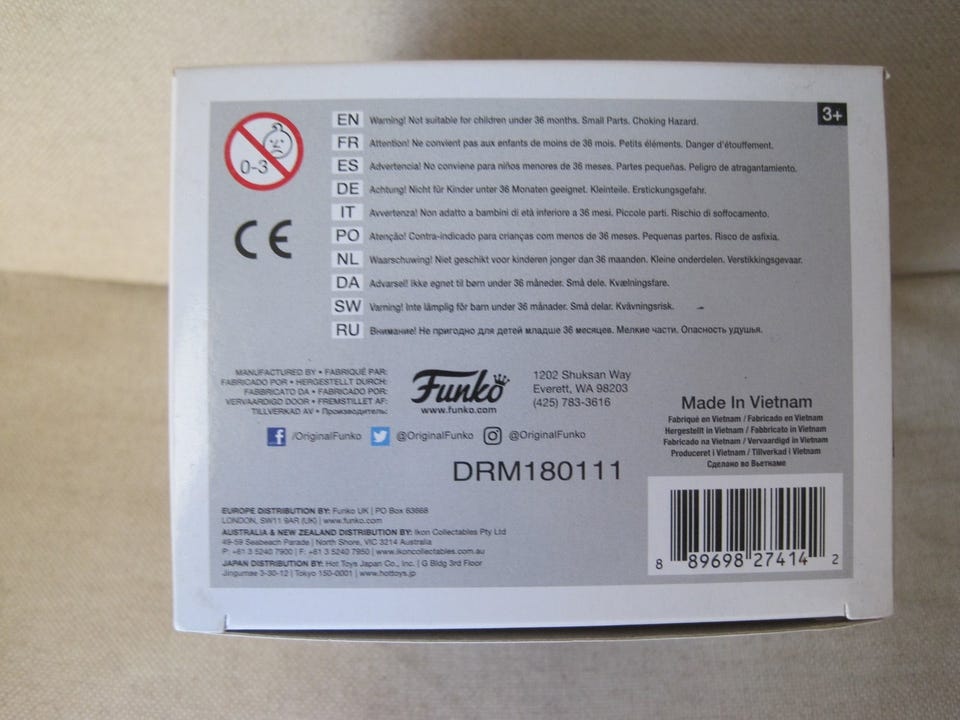 0-3
3+
EN Warning! Not suitable for children under 36 months. Small Parts. Choking Hazard.
FR Attention! Ne convient pas aux enfants de moins de 36 mois. Petits éléments. Danger d'étouffement.
ES Advertencia! No conviene para niños menores de 36 meses. Partes pequeñas. Peligro de atragantamiento.
DE Achtung! Nicht für Kinder unter 36 Monaten geeignet. Kleinteile. Erstickungsgefahr.
IT Avvertenza! Non adatto a bambini di età inferiore a 36 mesi. Piccole parti. Rischio di soffocamento.
PO Atenção! Contra-indicado para crianças com menos de 36 meses. Pequenas partes. Risco de asfixia.
NL Waarschuwing! Niet geschikt voor kinderen jonger dan 36 maanden. Kleine onderdelen. Verstikkingsgevaar.
DA Advarsel! Ikke egnet til børn under 36 måneder. Små dele. Kvælningsfare.
SW Varning! Inte lämplig för barn under 36 månader. Små delar. Kvävningsrisk.
RU Внимание! Не пригодно для детей младше 36 месяцев. Мелкие части. Опасность удушья.
CE
MANUFACTURED BY • FABRIQUÉ PAR:
FABRICADO POR • HERGESTELLT DURCH:
FABBRICATO DA • FABRICADO POR:
VERVAARDIGD DOOR • FREMSTILLET AF:
TILLVERKAD AV • Производитель:
Funko
www.funko.com
1202 Shuksan Way
Everett, WA 98203
(425) 783-3616
/OriginalFunko @OriginalFunko @OriginalFunko
DRM180111
Made In Vietnam
Fabriqué en Vietnam / Fabricado en Vietnam
Hergestellt in Vietnam / Fabbricato in Vietnam
Fabricado na Vietnam / Vervaardigd in Vietnam
Produceret i Vietnam / Tillverkad i Vietnam
Сделано во Вьетнаме
EUROPE DISTRIBUTION BY: Funko UK | PO Box 63668
LONDON, SW11 9AR (UK) | www.funko.com
AUSTRALIA & NEW ZEALAND DISTRIBUTION BY: Ikon Collectables Pty Ltd
49-59 Seabeach Parade | North Shore, VIC 3214 Australia
P: +61 3 5240 7900 | F: +61 3 5240 7950 | www.ikoncollectables.com.au
JAPAN DISTRIBUTION BY: Hot Toys Japan Co., Inc. | G Bldg 3rd Floor
Jingumae 3-30-12 | Tokyo 150-0001 | www.hottoys.jp
8 89698 27414 2